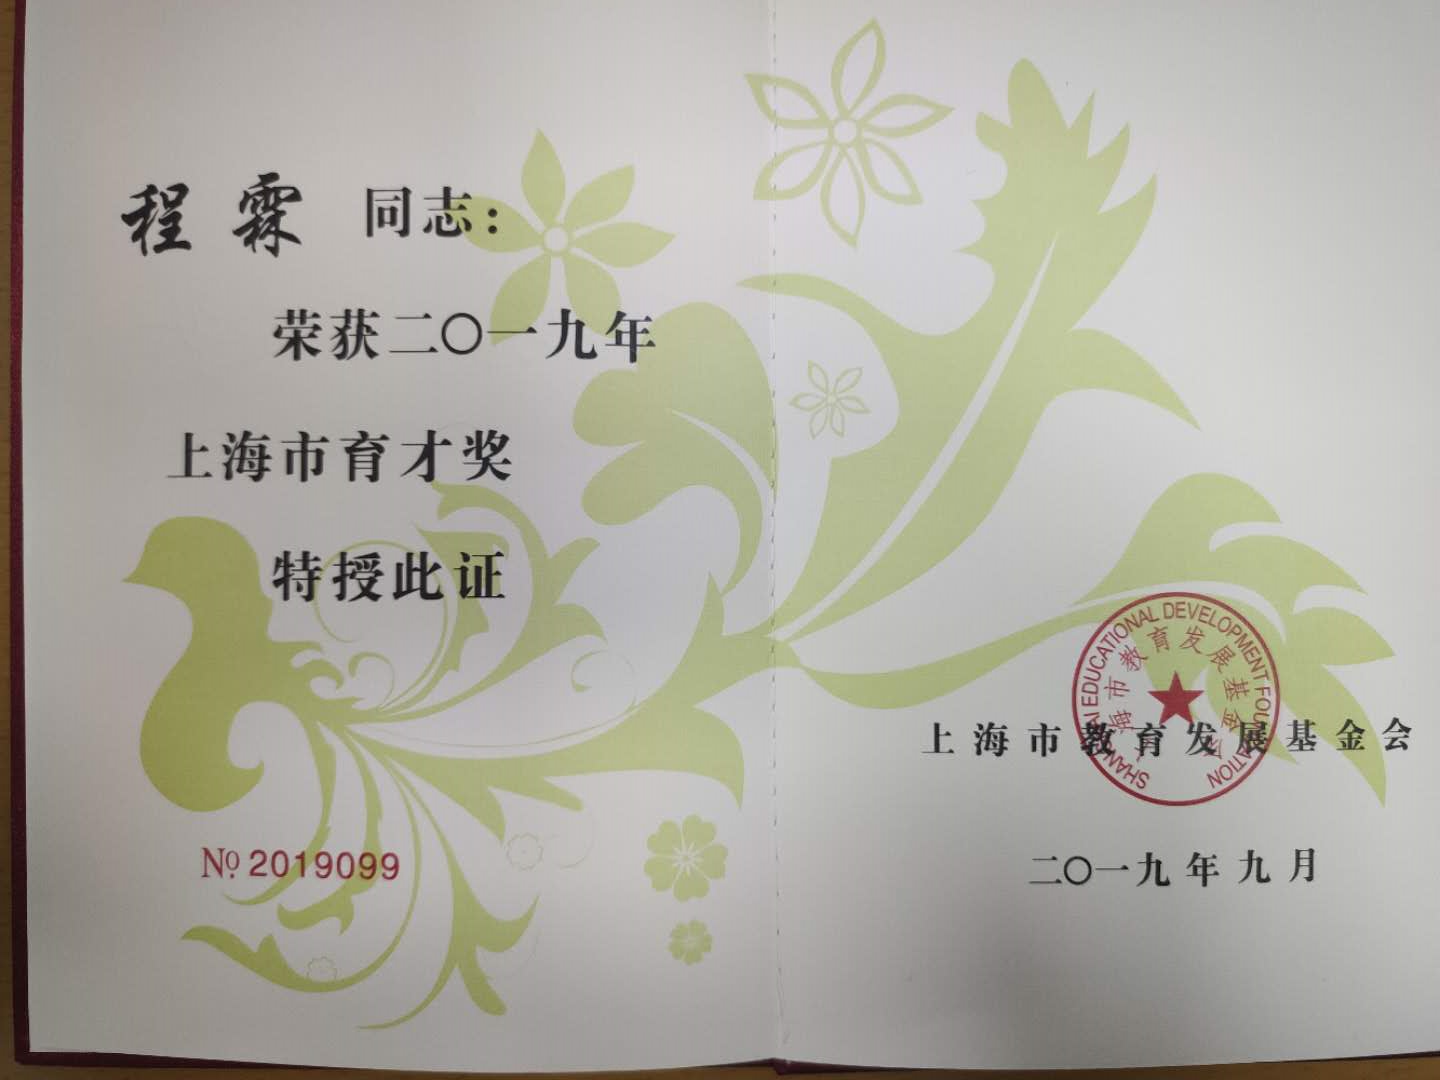 程霖 同志：
荣获二〇一九年
上海市育才奖
特授此证
№ 2019099
上海市教育发展基金会
SHANGHAI EDUCATIONAL DEVELOPMENT FOUNDATION
上海市教育发展基金会
二〇一九年九月